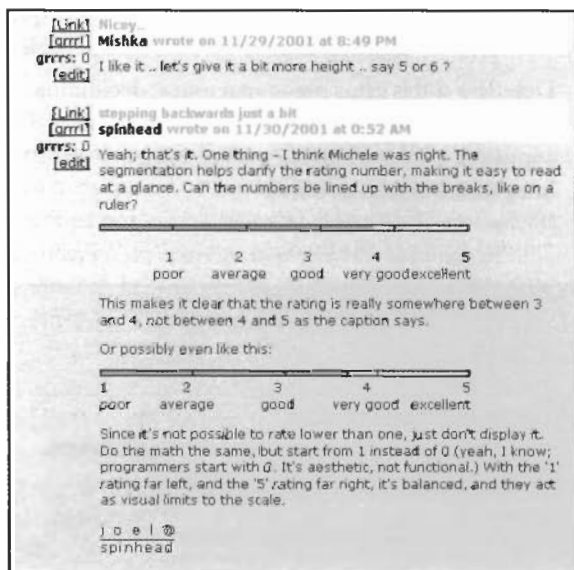 [Link] Nicey..
[grrr!] Mishka wrote on 11/29/2001 at 8:49 PM
grrrs: 0 I like it .. let's give it a bit more height .. say 5 or 6 ?
[edit]
[Link] stepping backwards just a bit
[grrr!] spinhead wrote on 11/30/2001 at 0:52 AM
grrrs: 0
[edit] Yeah; that's it. One thing - I think Michele was right. The
segmentation helps clarify the rating number, making it easy to read
at a glance. Can the numbers be lined up with the breaks, like on a
ruler?
1 2 3 4 5
poor average good very good excellent
This makes it clear that the rating is really somewhere between 3
and 4, not between 4 and 5 as the caption says.
Or possibly even like this:
1 2 3 4 5
poor average good very good excellent
Since it's not possible to rate lower than one, just don't display it.
Do the math the same, but start from 1 instead of 0 (yeah, I know;
programmers start with 0. It's aesthetic, not functional.) With the '1'
rating far left, and the '5' rating far right, it's balanced, and they act
as visual limits to the scale.
j o e l @
spinhead